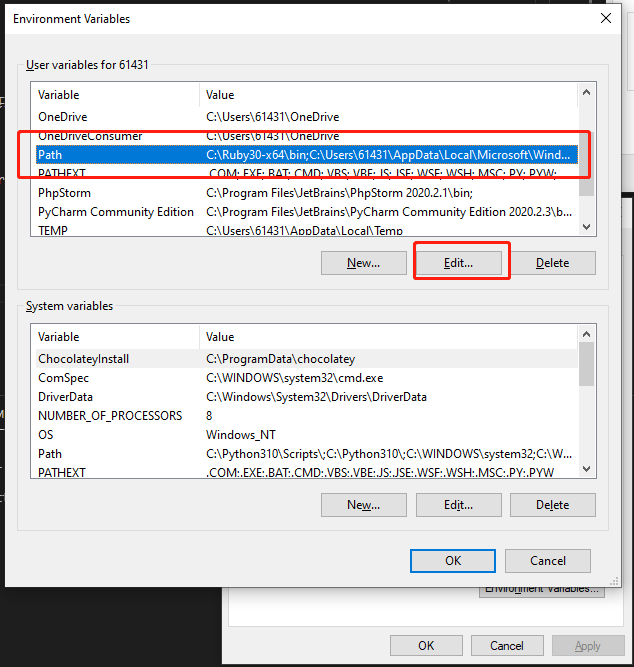 Environment Variables
User variables for 61431
Variable Value
OneDrive C:\Users\61431\OneDrive
OneDriveConsumer C:\Users\61431\OneDrive
Path C:\Ruby30-x64\bin;C:\Users\61431\AppData\Local\Microsoft\Wind...
PATHEXT .COM;.EXE;.BAT;.CMD;.VBS;.VBE;.JS;.JSE;.WSF;.WSH;.MSC;.PY;.PYW;
PhpStorm C:\Program Files\JetBrains\PhpStorm 2020.2.1\bin;
PyCharm Community Edition C:\Program Files\JetBrains\PyCharm Community Edition 2020.2.3\b...
TEMP C:\Users\61431\AppData\Local\Temp
New... Edit... Delete
System variables
Variable Value
ChocolateyInstall C:\ProgramData\chocolatey
ComSpec C:\WINDOWS\system32\cmd.exe
DriverData C:\Windows\System32\Drivers\DriverData
NUMBER_OF_PROCESSORS 8
OS Windows_NT
Path C:\Python310\Scripts\;C:\Python310\;C:\WINDOWS\system32;C:\W...
PATHEXT .COM;.EXE;.BAT;.CMD;.VBS;.VBE;.JS;.JSE;.WSF;.WSH;.MSC;.PY;.PYW
New... Edit... Delete
OK Cancel
Environment Variables...
OK Cancel Apply